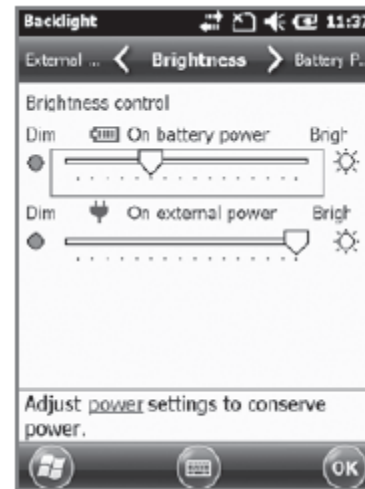 Backlight 11:37
External ... Brightness Battery P..
Brightness control
Dim On battery power Brigh
Dim On external power Brigh
Adjust power settings to conserve
power.
OK